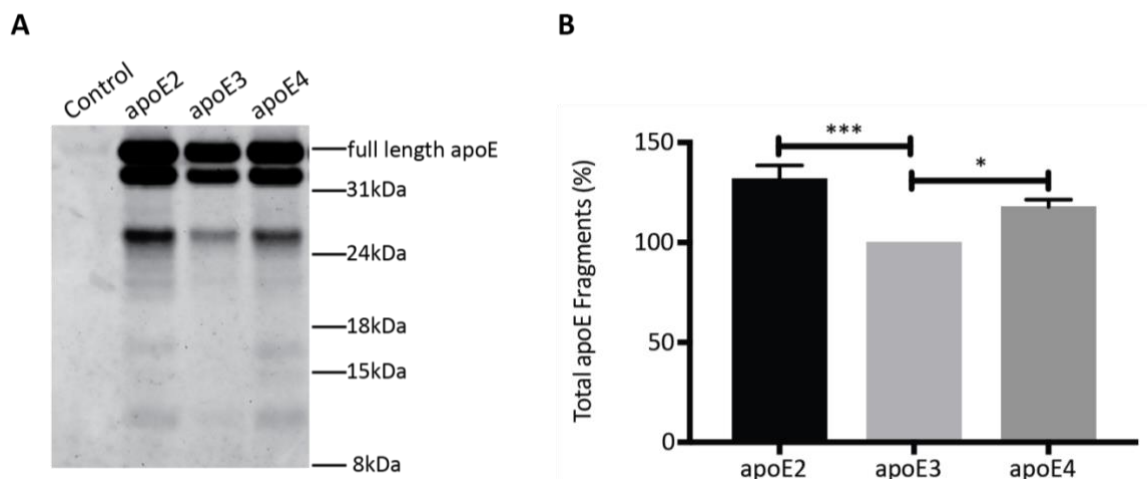 A
Control
apoE2
apoE3
apoE4
full length apoE
31kDa
24kDa
18kDa
15kDa
8kDa
B
Total apoE Fragments (%)
150
100
50
0
***
*
apoE2
apoE3
apoE4